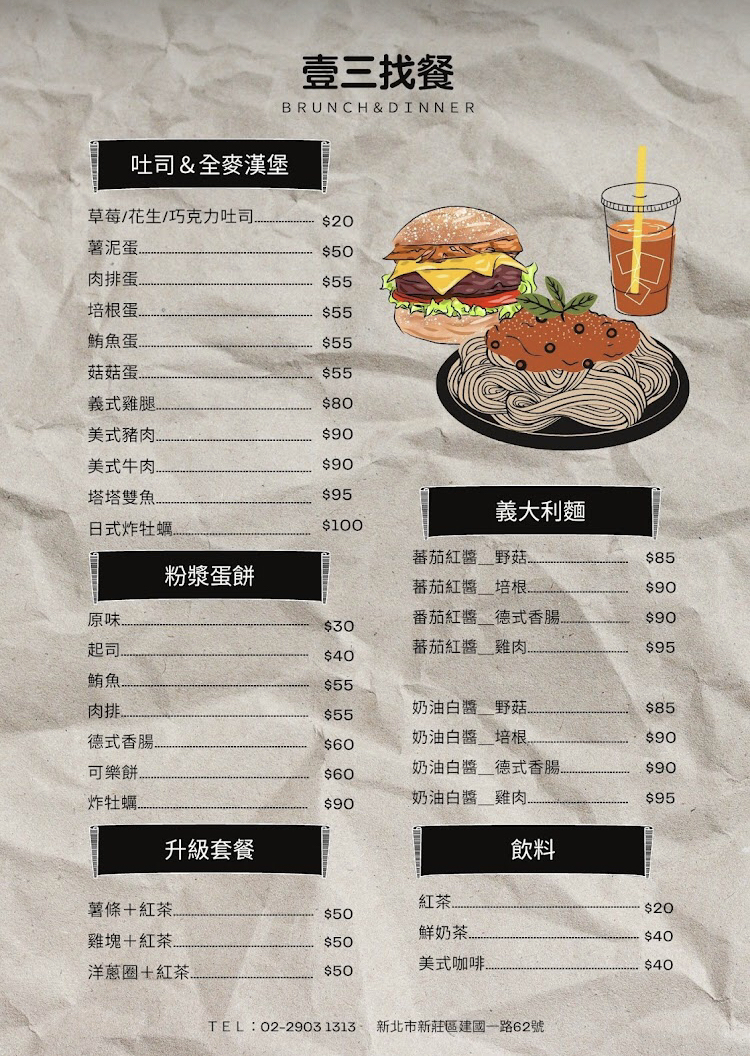 壹三找餐
BRUNCH&DINNER
吐司＆全麥漢堡
草莓/花生/巧克力吐司 $20
薯泥蛋 $50
肉排蛋 $55
培根蛋 $55
鮪魚蛋 $55
菇菇蛋 $55
義式雞腿 $80
美式豬肉 $90
美式牛肉 $90
塔塔雙魚 $95
日式炸牡蠣 $100
粉漿蛋餅
原味 $30
起司 $40
鮪魚 $55
肉排 $55
德式香腸 $60
可樂餅 $60
炸牡蠣 $90
升級套餐
薯條＋紅茶 $50
雞塊＋紅茶 $50
洋蔥圈＋紅茶 $50
義大利麵
蕃茄紅醬__野菇 $85
蕃茄紅醬__培根 $90
番茄紅醬__德式香腸 $90
蕃茄紅醬__雞肉 $95
奶油白醬__野菇 $85
奶油白醬__培根 $90
奶油白醬__德式香腸 $90
奶油白醬__雞肉 $95
飲料
紅茶 $20
鮮奶茶 $40
美式咖啡 $40
ＴＥＬ：02-2903 1313 新北市新莊區建國一路62號